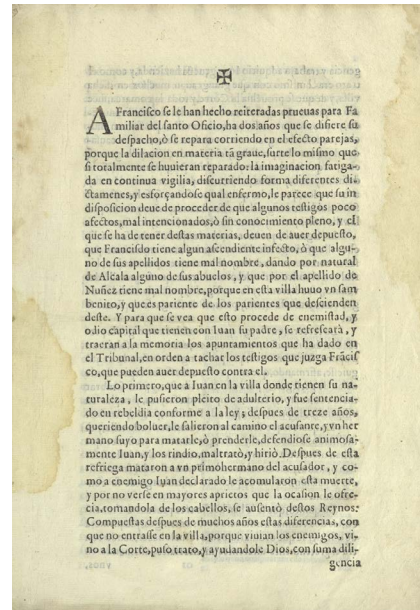 A Francisco se le han hecho reiteradas prueuas para Fa
miliar del santo Oficio, ha dos años que se difiere su
despacho, ò se repara corriendo en el efecto parejas,
porque la dilacion en materia tã graue, surte lo mismo que
si totalmente se huuieran reparado: la imaginacion fatiga-
da en continua vigilia, discurriendo forma diferentes di-
ctamenes, y esforçandose qual enfermo, le parece que su in
disposicion deue de proceder de que algunos testigos poco
afectos, mal intencionados, ò sin conocimiento pleno, y el
que se ha de tener destas materias, deuen de auer depuesto,
que Francisco tiene algun ascendiente infecto, ò que algu-
no de sus apellidos tiene mal nombre, dando por natural
de Alcala alguno de sus abuelos, y que por el apellido de
Nuñez tiene mal nombre, porque en esta villa huuo vn sam
benito, y que es pariente de los parientes que descienden
deste. Y para que se vea que esto procede de enemistad, y
odio capital que tienen con Iuan su padre, se refrescarà, y
traeran a la memoria los apuntamientos que ha dado en
el Tribunal, en orden a tachar los testigos que juzga Frãcis
co, que pueden auer depuesto contra el.
Lo primero, que a Iuan en la villa donde tienen su na-
turaleza, le pusieron pleito de adulterio, y fue sentencia-
do en rebeldia conforme a la ley; despues de treze años,
queriendo boluer, le salieron al camino el acusante, y vn her
mano suyo para matarle, ò prenderle, defendiose animosa-
mente Iuan, y los rindio, maltratò, y hiriò. Despues de esta
refriega mataron a vn primohermano del acusador, y co-
mo a enemigo Iuan declarado le acomularon esta muerte,
y por no verse en mayores aprietos que la ocasion le ofre-
cia, tomandola de los cabellos, se ausentò destos Reynos.
Compuestas despues de muchos años estas diferencias, con
que no entrasse en la villa, porque viuian los enemigos, vi-
no a la Corte, puso trato, y ayudandole Dios, con suma dili-
gencia